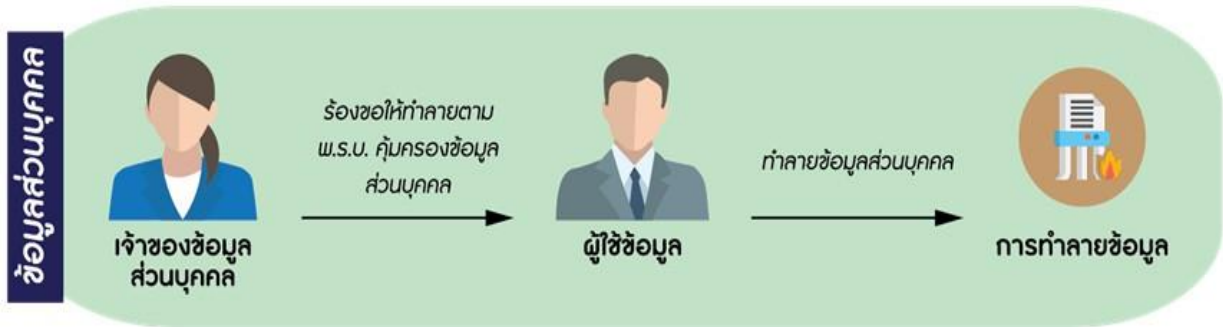 ข้อมูลส่วนบุคคล
ร้องขอให้ทำลายตาม
พ.ร.บ. คุ้มครองข้อมูล
ส่วนบุคคล
เจ้าของข้อมูล
ส่วนบุคคล
ผู้ใช้ข้อมูล
ทำลายข้อมูลส่วนบุคคล
การทำลายข้อมูล